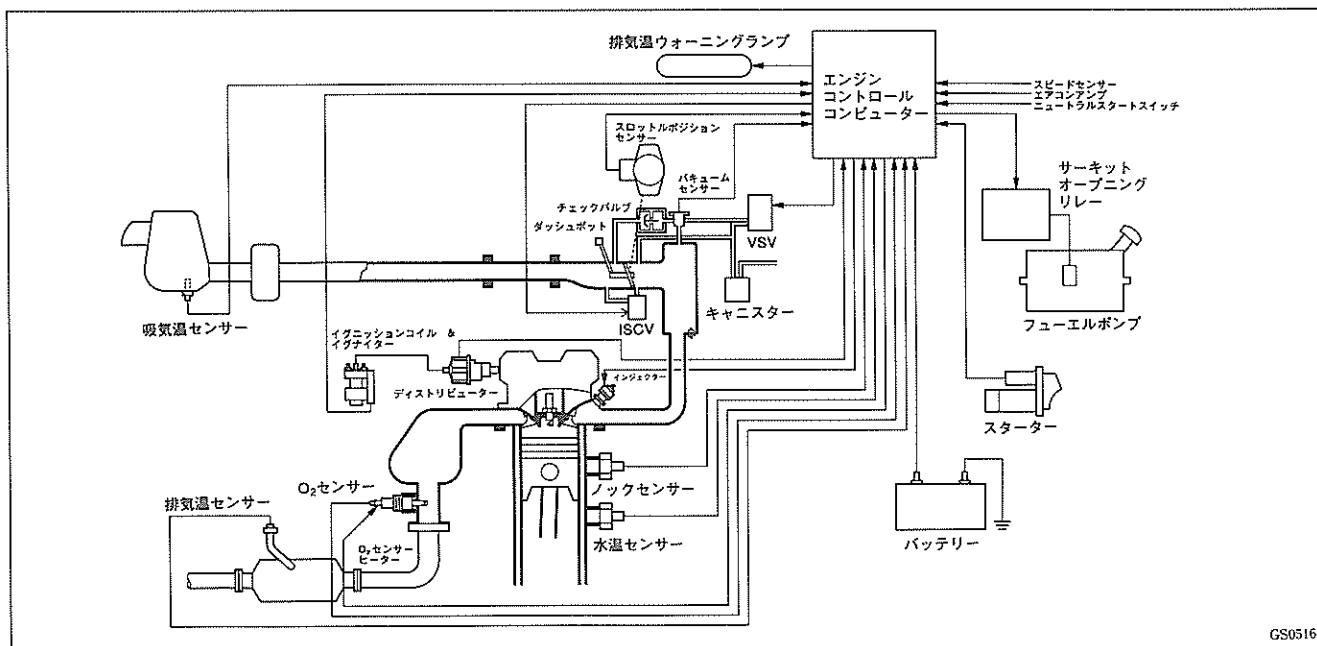 排気温ウォーニングランプ
エンジン
コントロール
コンピューター
スピードセンサー
エアコンアンプ
ニュートラルスタートスイッチ
スロットルポジション
センサー
バキューム
センサー
サーキット
オープニング
リレー
チェックバルブ
ダッシュポット
VSV
キャニスター
吸気温センサー
ISCV
フューエルポンプ
イグニッションコイル &
イグナイター
ディストリビューター
インジェクター
スターター
排気温センサー
O₂センサー
ノックセンサー
O₂センサー
ヒーター
水温センサー
バッテリー
GS0516